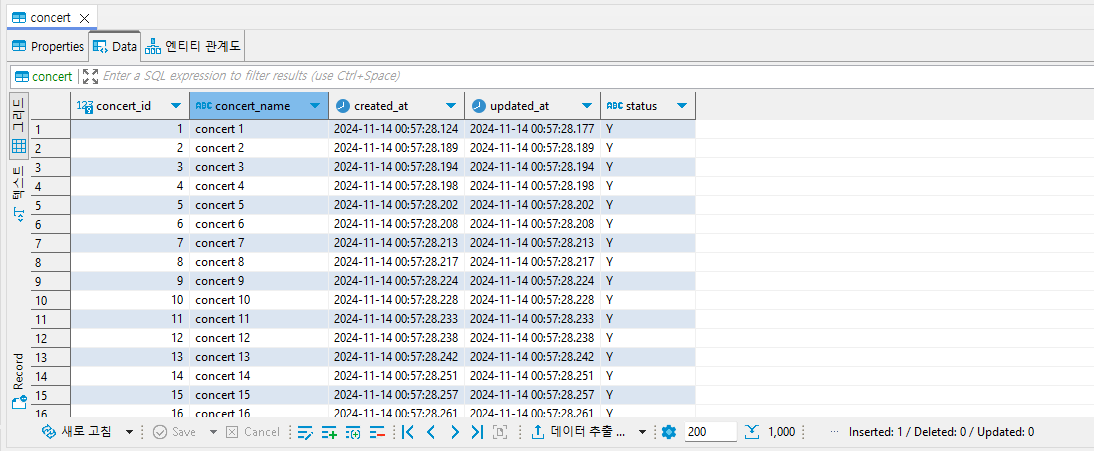 concert
Properties Data 엔티티 관계도
concert Enter a SQL expression to filter results (use Ctrl+Space)
그리드
텍스트
Record
123 concert_id ABC concert_name created_at updated_at ABC status
1 1 concert 1 2024-11-14 00:57:28.124 2024-11-14 00:57:28.177 Y
2 2 concert 2 2024-11-14 00:57:28.189 2024-11-14 00:57:28.189 Y
3 3 concert 3 2024-11-14 00:57:28.194 2024-11-14 00:57:28.194 Y
4 4 concert 4 2024-11-14 00:57:28.198 2024-11-14 00:57:28.198 Y
5 5 concert 5 2024-11-14 00:57:28.202 2024-11-14 00:57:28.202 Y
6 6 concert 6 2024-11-14 00:57:28.208 2024-11-14 00:57:28.208 Y
7 7 concert 7 2024-11-14 00:57:28.213 2024-11-14 00:57:28.213 Y
8 8 concert 8 2024-11-14 00:57:28.217 2024-11-14 00:57:28.217 Y
9 9 concert 9 2024-11-14 00:57:28.224 2024-11-14 00:57:28.224 Y
10 10 concert 10 2024-11-14 00:57:28.228 2024-11-14 00:57:28.228 Y
11 11 concert 11 2024-11-14 00:57:28.233 2024-11-14 00:57:28.233 Y
12 12 concert 12 2024-11-14 00:57:28.238 2024-11-14 00:57:28.238 Y
13 13 concert 13 2024-11-14 00:57:28.242 2024-11-14 00:57:28.242 Y
14 14 concert 14 2024-11-14 00:57:28.251 2024-11-14 00:57:28.251 Y
15 15 concert 15 2024-11-14 00:57:28.257 2024-11-14 00:57:28.257 Y
16 16 concert 16 2024-11-14 00:57:28.261 2024-11-14 00:57:28.261 Y
새로 고침 Save Cancel 데이터 추출 ... 200 1,000 ... Inserted: 1 / Deleted: 0 / Updated: 0